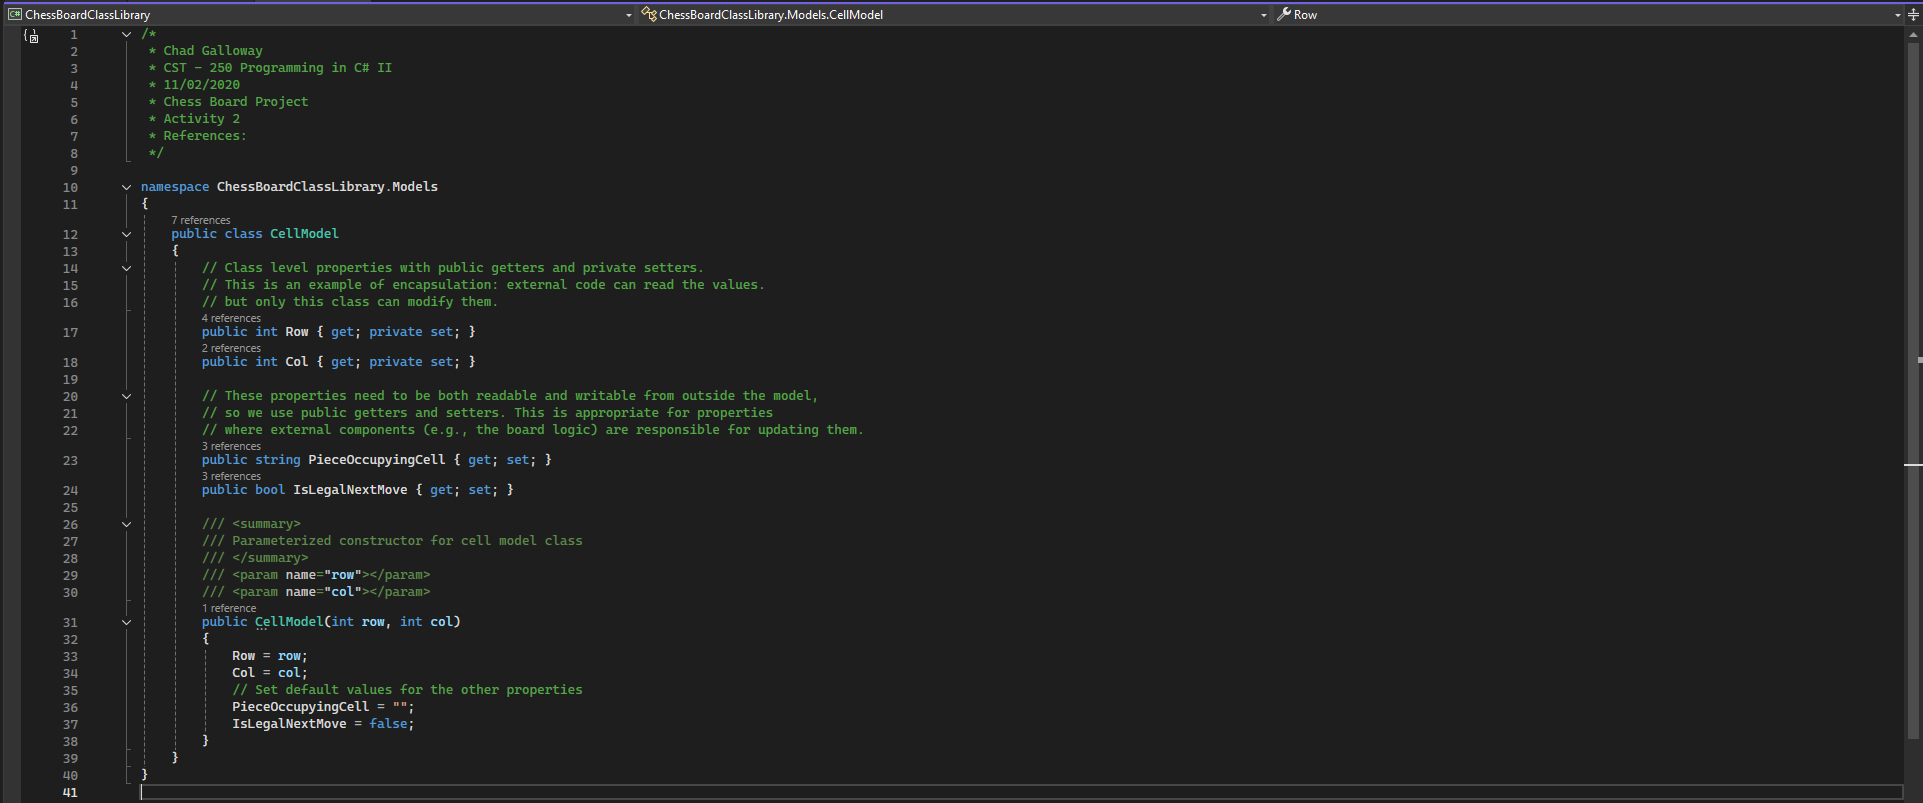 ChessBoardClassLibrary ChessBoardClassLibrary.Models.CellModel Row
1 /*
2 * Chad Galloway
3 * CST - 250 Programming in C# II
4 * 11/02/2020
5 * Chess Board Project
6 * Activity 2
7 * References:
8 */
9
10 namespace ChessBoardClassLibrary.Models
11 {
7 references
12 public class CellModel
13 {
14 // Class level properties with public getters and private setters.
15 // This is an example of encapsulation: external code can read the values.
16 // but only this class can modify them.
4 references
17 public int Row { get; private set; }
2 references
18 public int Col { get; private set; }
19
20 // These properties need to be both readable and writable from outside the model,
21 // so we use public getters and setters. This is appropriate for properties
22 // where external components (e.g., the board logic) are responsible for updating them.
3 references
23 public string PieceOccupyingCell { get; set; }
3 references
24 public bool IsLegalNextMove { get; set; }
25
26 /// <summary>
27 /// Parameterized constructor for cell model class
28 /// </summary>
29 /// <param name="row"></param>
30 /// <param name="col"></param>
1 reference
31 public CellModel(int row, int col)
32 {
33 Row = row;
34 Col = col;
35 // Set default values for the other properties
36 PieceOccupyingCell = "";
37 IsLegalNextMove = false;
38 }
39 }
40 }
41